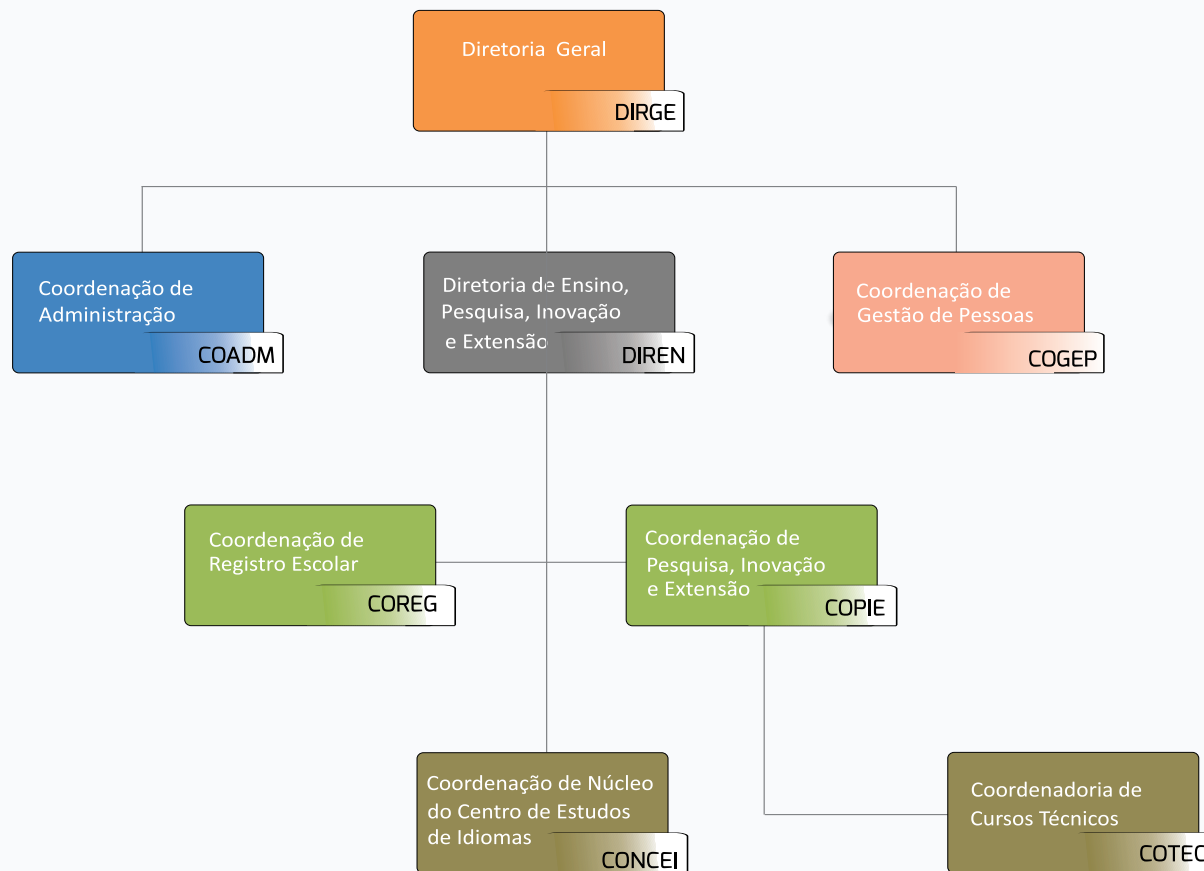 Diretoria Geral
DIRGE
Coordenação de
Administração
COADM
Diretoria de Ensino,
Pesquisa, Inovação
e Extensão
DIREN
Coordenação de
Gestão de Pessoas
COGEP
Coordenação de
Registro Escolar
COREG
Coordenação de
Pesquisa, Inovação
e Extensão
COPIE
Coordenação de Núcleo
do Centro de Estudos
de Idiomas
CONCEI
Coordenadoria de
Cursos Técnicos
COTEC